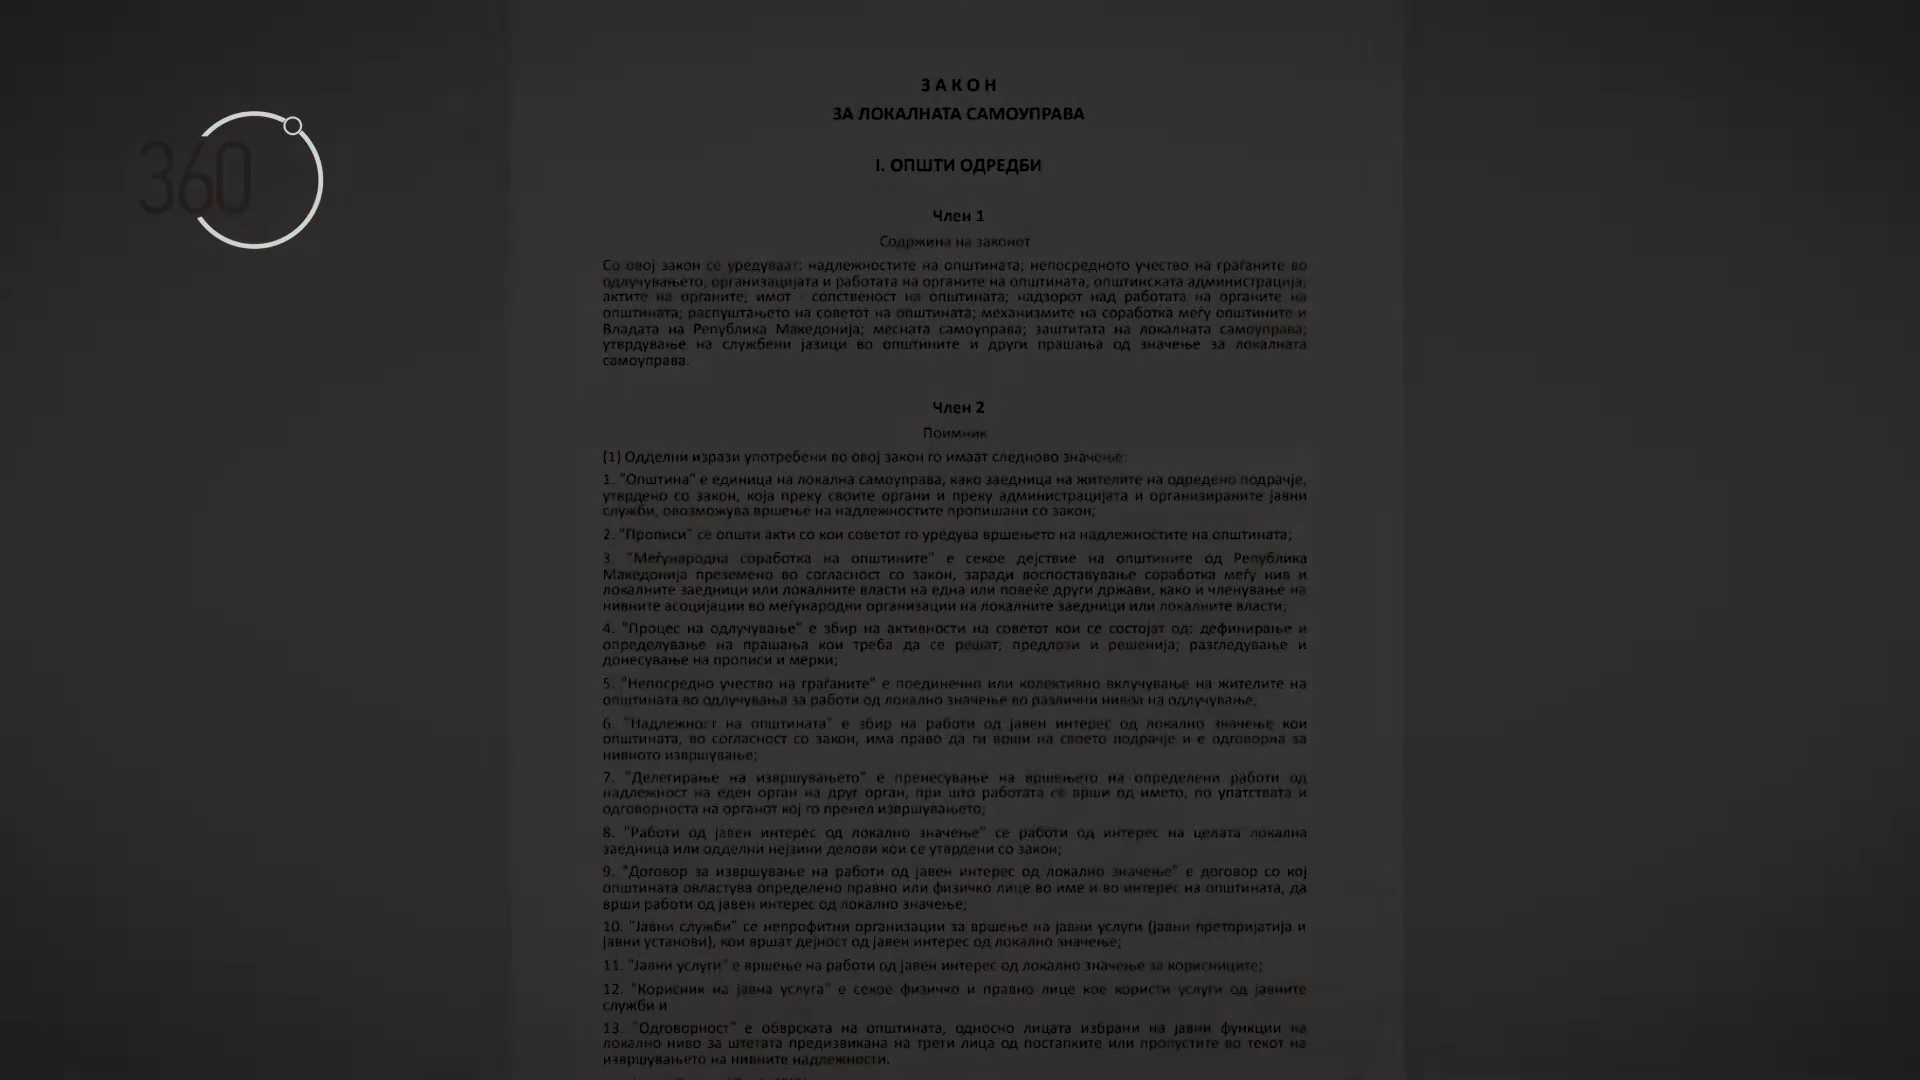 360
З А К О Н
ЗА ЛОКАЛНАТА САМОУПРАВА
I. ОПШТИ ОДРЕДБИ
Член 1
Содржина на законот
Со овој закон се уредуваат: надлежностите на општината; непосредното учество на граѓаните во
одлучувањето, организацијата и работата на органите на општината; општинската администрација;
актите на органите; имот - сопственост на општината; надзорот над работата на органите на
општината; распуштањето на советот на општината; механизмите на соработка меѓу општините и
Владата на Република Македонија; месната самоуправа; заштитата на локалната самоуправа;
утврдување на службени јазици во општините и други прашања од значење за локалната
самоуправа.
Член 2
Поимник
(1) Одделни изрази употребени во овој закон го имаат следново значење:
1. "Општина" е единица на локална самоуправа, како заедница на жителите на одредено подрачје,
утврдено со закон, која преку своите органи и преку администрацијата и организираните јавни
служби, овозможува вршење на надлежностите пропишани со закон;
2. "Прописи" се општи акти со кои советот го уредува вршењето на надлежностите на општината;
3. "Меѓународна соработка на општините" е секое дејствие на општините од Република
Македонија преземено во согласност со закон, заради воспоставување соработка меѓу нив и
локалните заедници или локалните власти на една или повеќе други држави, како и членување на
нивните асоцијации во меѓународни организации на локалните заедници или локалните власти;
4. "Процес на одлучување" е збир на активности на советот кои се состојат од: дефинирање и
определување на прашања кои треба да се решат; предлози и решенија; разгледување и
донесување на прописи и мерки;
5. "Непосредно учество на граѓаните" е поединечно или колективно вклучување на жителите на
општината во одлучувања за работи од локално значење во различни нивоа на одлучување;
6. "Надлежност на општината" е збир на работи од јавен интерес од локално значење кои
општината, во согласност со закон, има право да ги врши на своето подрачје и е одговорна за
нивното извршување;
7. "Делегирање на извршувањето" е пренесување на вршењето на определени работи од
надлежност на еден орган на друг орган, при што работата се врши од името, по упатствата и
одговорноста на органот кој го пренел извршувањето;
8. "Работи од јавен интерес од локално значење" се работи од интерес на целата локална
заедница или одделни нејзини делови кои се утврдени со закон;
9. "Договор за извршување на работи од јавен интерес од локално значење" е договор со кој
општината овластува определено правно или физичко лице во име и во интерес на општината, да
врши работи од јавен интерес од локално значење;
10. "Јавни служби" се непрофитни организации за вршење на јавни услуги (јавни претпријатија и
јавни установи), кои вршат дејност од јавен интерес од локално значење;
11. "Јавни услуги" е вршење на работи од јавен интерес од локално значење за корисниците;
12. "Корисник на јавна услуга" е секое физичко и правно лице кое користи услуги од јавните
служби и
13. "Одговорност" е обврската на општината, односно лицата избрани на јавни функции на
локално ниво за штетата предизвикана на трети лица од постапките или пропустите во текот на
извршувањето на нивните надлежности.